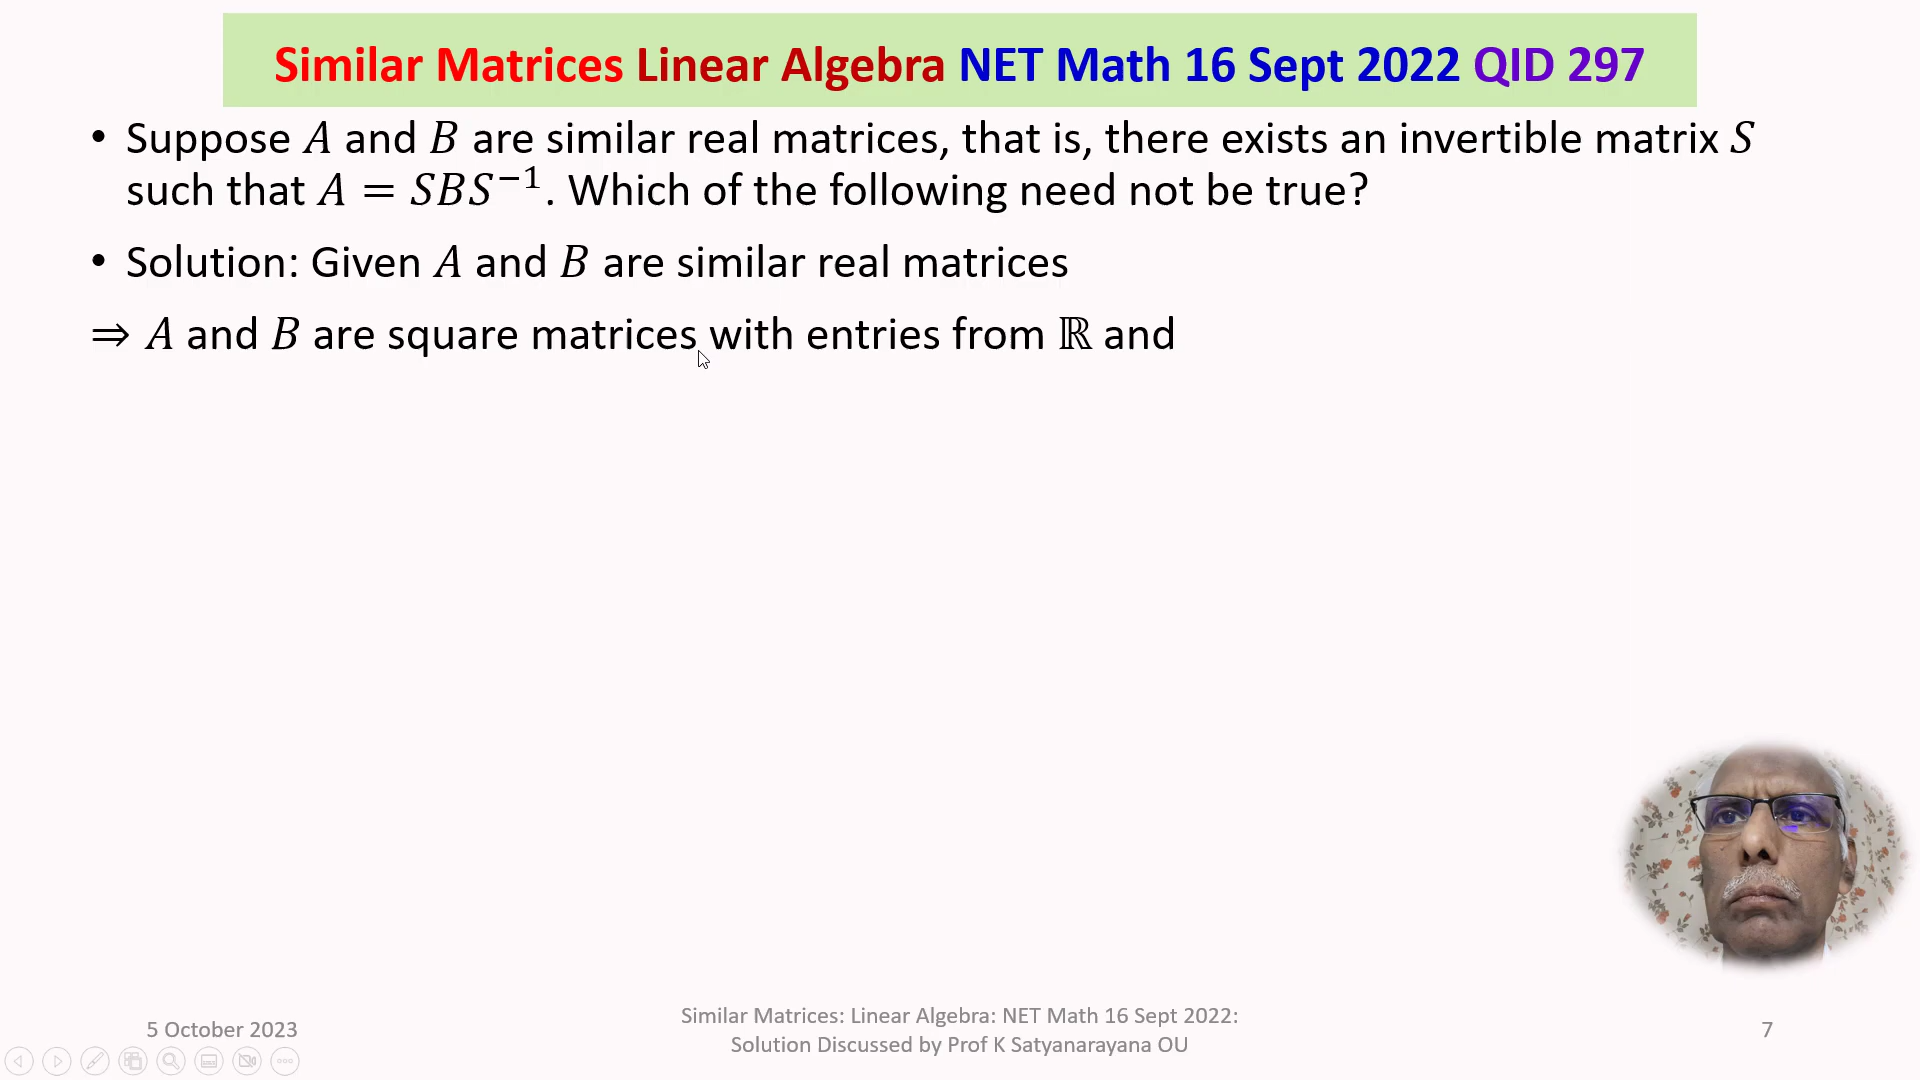 Similar Matrices Linear Algebra NET Math 16 Sept 2022 QID 297
• Suppose A and B are similar real matrices, that is, there exists an invertible matrix S
such that A = SBS⁻¹. Which of the following need not be true?
• Solution: Given A and B are similar real matrices
⇒ A and B are square matrices with entries from ℝ and
5 October 2023
Similar Matrices: Linear Algebra: NET Math 16 Sept 2022:
Solution Discussed by Prof K Satyanarayana OU
7